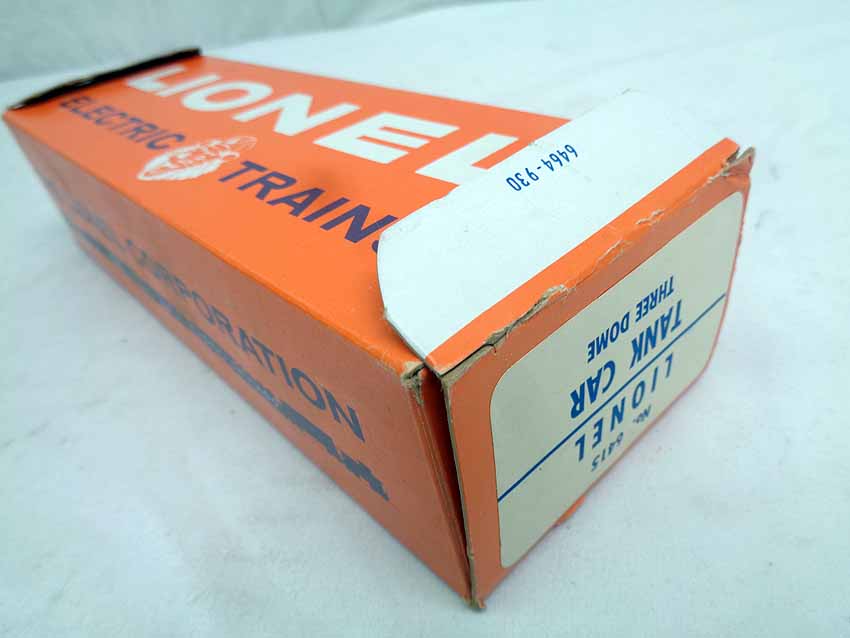 LIONEL
ELECTRIC TRAINS
CORPORATION
6464-930
No. 6415
LIONEL
TANK CAR
THREE DOME